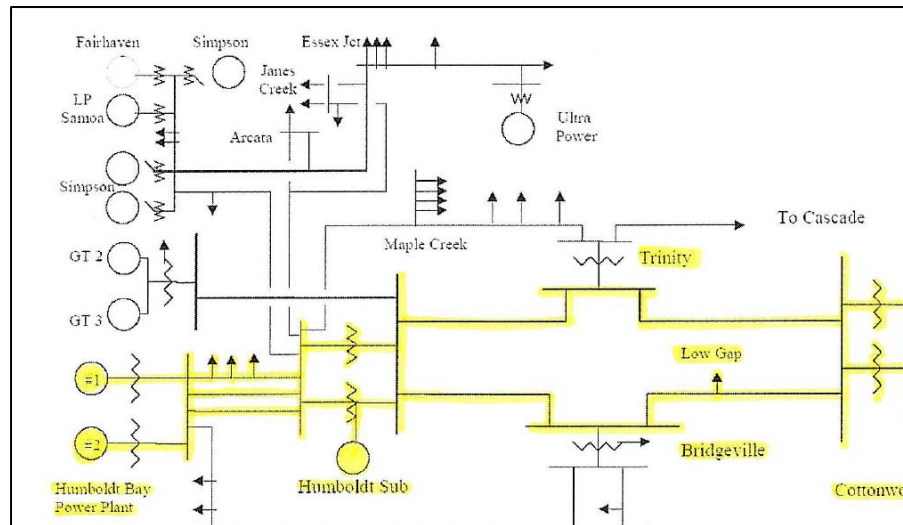 Fairhaven
Simpson
Essex Jct
Janes
Creek
LP
Samoa
Arcata
Ultra
Power
Simpson
To Cascade
Maple Creek
Trinity
GT 2
GT 3
Low Gap
#1
#2
Bridgeville
Humboldt Bay
Power Plant
Humboldt Sub
Cottonwo